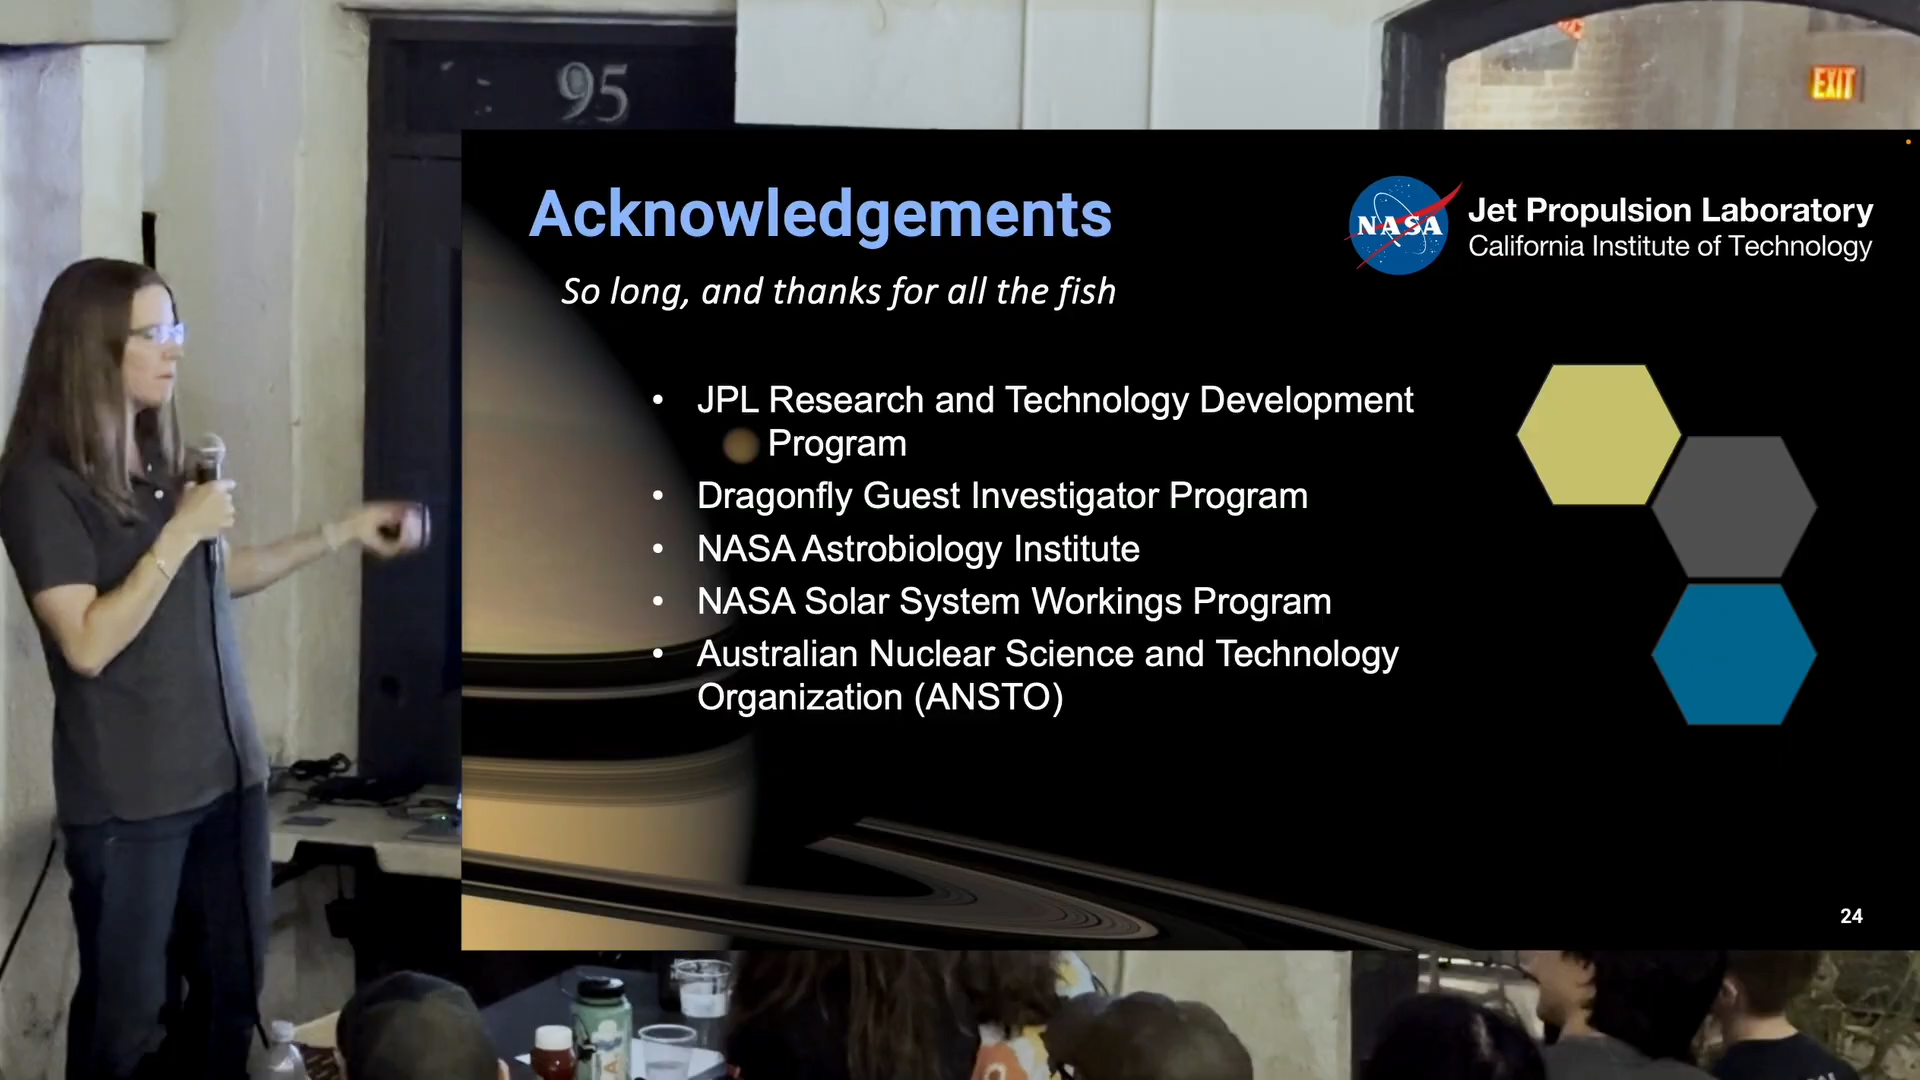 95
EXIT
Acknowledgements
NASA
Jet Propulsion Laboratory
California Institute of Technology
So long, and thanks for all the fish
• JPL Research and Technology Development
Program
• Dragonfly Guest Investigator Program
• NASA Astrobiology Institute
• NASA Solar System Workings Program
• Australian Nuclear Science and Technology
Organization (ANSTO)
24